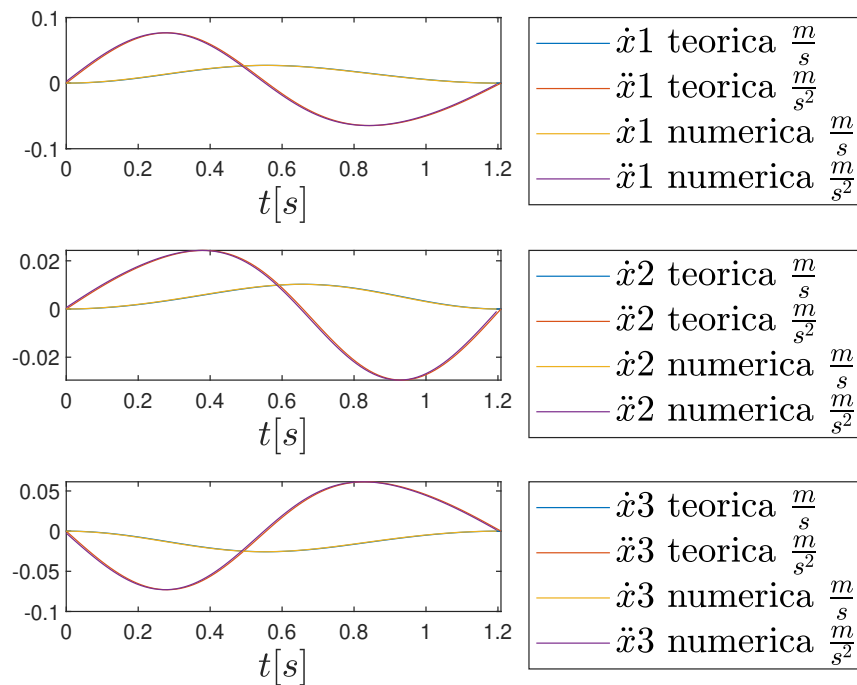 0.1
0
-0.1
0 0.2 0.4 0.6 0.8 1 1.2
t[s]
ẋ1 teorica m/s
ẍ1 teorica m/s²
ẋ1 numerica m/s
ẍ1 numerica m/s²
0.02
0
-0.02
0 0.2 0.4 0.6 0.8 1 1.2
t[s]
ẋ2 teorica m/s
ẍ2 teorica m/s²
ẋ2 numerica m/s
ẍ2 numerica m/s²
0.05
0
-0.05
-0.1
0 0.2 0.4 0.6 0.8 1 1.2
t[s]
ẋ3 teorica m/s
ẍ3 teorica m/s²
ẋ3 numerica m/s
ẍ3 numerica m/s²